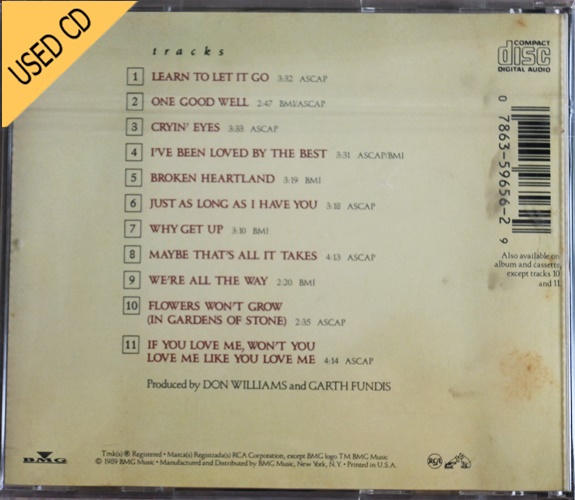 USED CD
tracks
COMPACT
disc
DIGITAL AUDIO
1 LEARN TO LET IT GO 3:32 ASCAP
2 ONE GOOD WELL 2:47 BMI/ASCAP
3 CRYIN' EYES 3:33 ASCAP
4 I'VE BEEN LOVED BY THE BEST 3:31 ASCAP/BMI
5 BROKEN HEARTLAND 3:19 BMI
6 JUST AS LONG AS I HAVE YOU 3:18 ASCAP
7 WHY GET UP 3:10 BMI
8 MAYBE THAT'S ALL IT TAKES 4:13 ASCAP
9 WE'RE ALL THE WAY 2:20 BMI
10 FLOWERS WON'T GROW
(IN GARDENS OF STONE) 2:35 ASCAP
11 IF YOU LOVE ME, WON'T YOU
LOVE ME LIKE YOU LOVE ME 4:14 ASCAP
Produced by DON WILLIAMS and GARTH FUNDIS
0 7863-59656-2 9
Also available on
album and cassette,
except tracks 10
and 11.
BMG
Tmk(s) ® Registered • Marca(s) Registrada(s) RCA Corporation, except BMG logo TM BMG Music
© 1989 BMG Music • Manufactured and Distributed by BMG Music, New York, N.Y. • Printed in U.S.A.
RCA